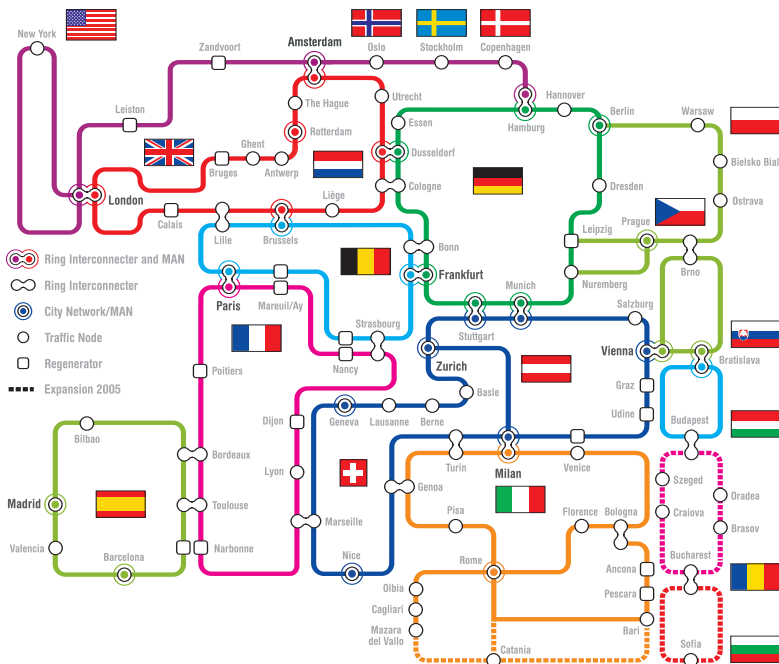 New York
Zandvoort
Amsterdam
Oslo
Stockholm
Copenhagen
Leiston
The Hague
Utrecht
Hannover
Berlin
Warsaw
Essen
Hamburg
Rotterdam
Ghent
Bruges
Antwerp
Dusseldorf
Bielsko Bial
London
Cologne
Dresden
Ostrava
Calais
Liège
Lille
Brussels
Leipzig
Prague
Bonn
Brno
Ring Interconnecter and MAN
Ring Interconnecter
City Network/MAN
Traffic Node
Regenerator
Expansion 2005
Frankfurt
Nuremberg
Paris
Mareuil/Ay
Munich
Stuttgart
Salzburg
Strasbourg
Nancy
Zurich
Vienna
Bratislava
Poitiers
Basle
Graz
Geneva
Lausanne
Berne
Udine
Budapest
Bilbao
Dijon
Bordeaux
Lyon
Turin
Milan
Venice
Madrid
Toulouse
Genoa
Szeged
Oradea
Marseille
Pisa
Florence
Bologna
Craiova
Brasov
Valencia
Barcelona
Narbonne
Nice
Rome
Bucharest
Ancona
Olbia
Pescara
Cagliari
Mazara
del Vallo
Bari
Catania
Sofia